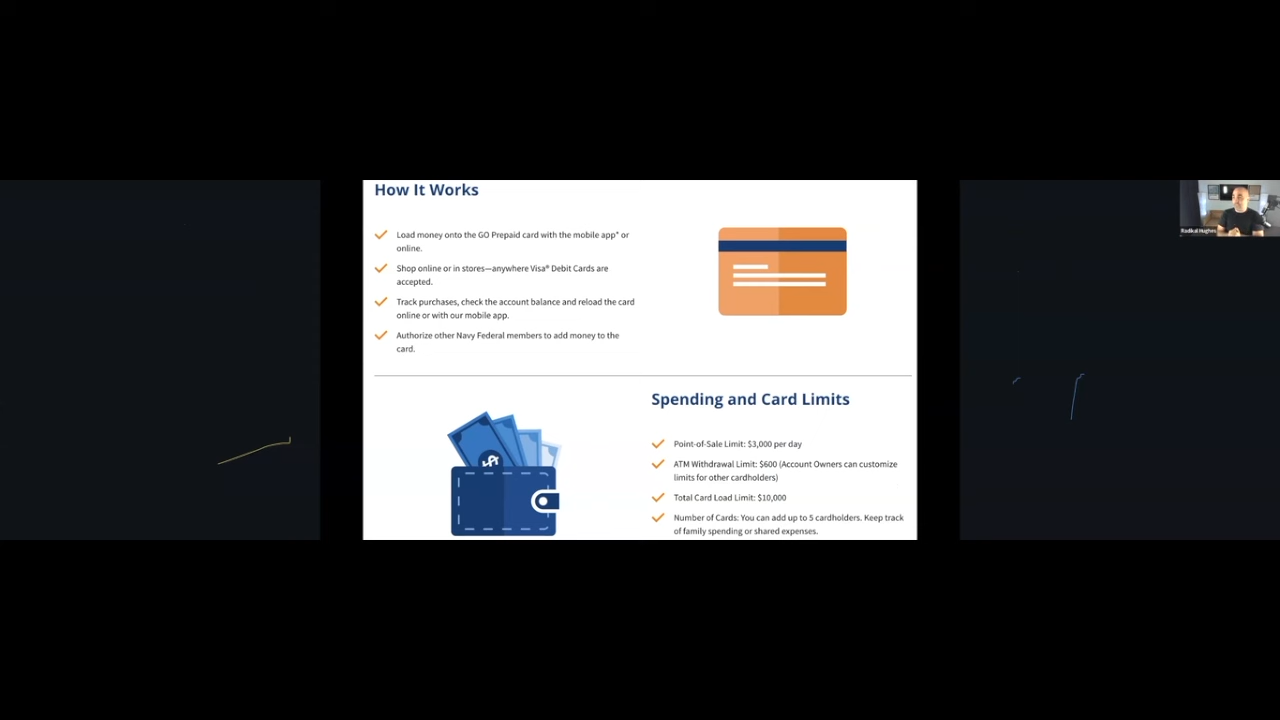 How It Works
Load money onto the GO Prepaid card with the mobile app* or
online.
Shop online or in stores—anywhere Visa® Debit Cards are
accepted.
Track purchases, check the account balance and reload the card
online or with our mobile app.
Authorize other Navy Federal members to add money to the
card.
Spending and Card Limits
Point-of-Sale Limit: $3,000 per day
ATM Withdrawal Limit: $600 (Account Owners can customize
limits for other cardholders)
Total Card Load Limit: $10,000
Number of Cards: You can add up to 5 cardholders. Keep track
of family spending or shared expenses.
Radikal Hughes